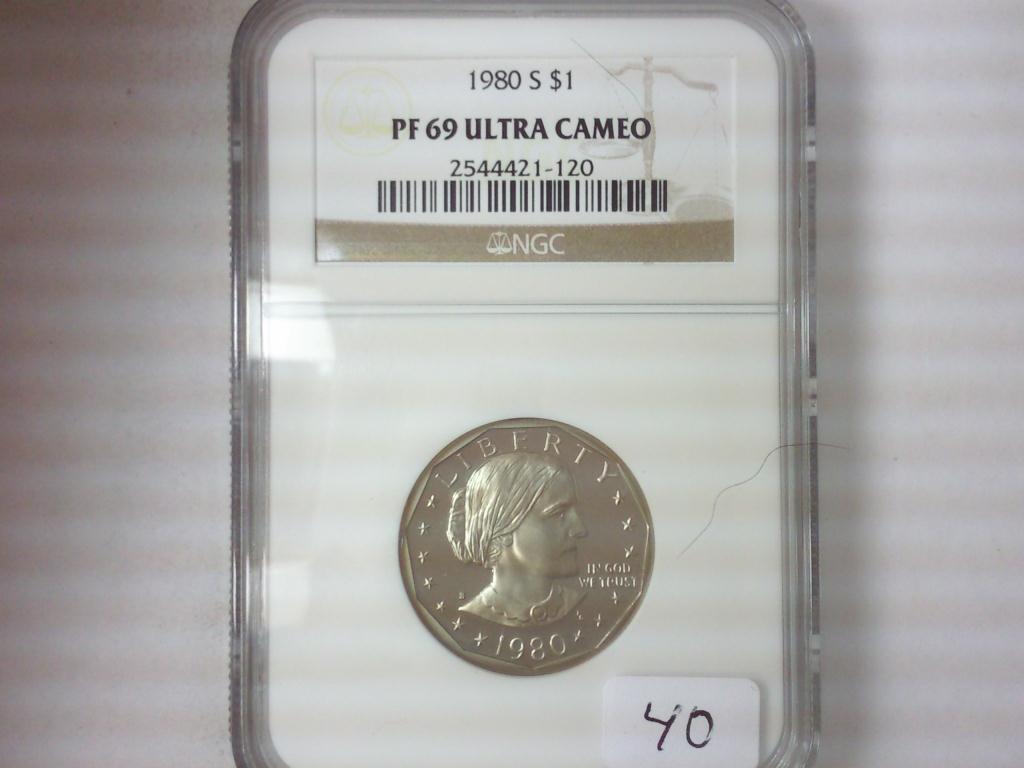 1980 S $1
PF 69 ULTRA CAMEO
2544421-120
NGC
LIBERTY
IN GOD
WE TRUST
S
1980
40